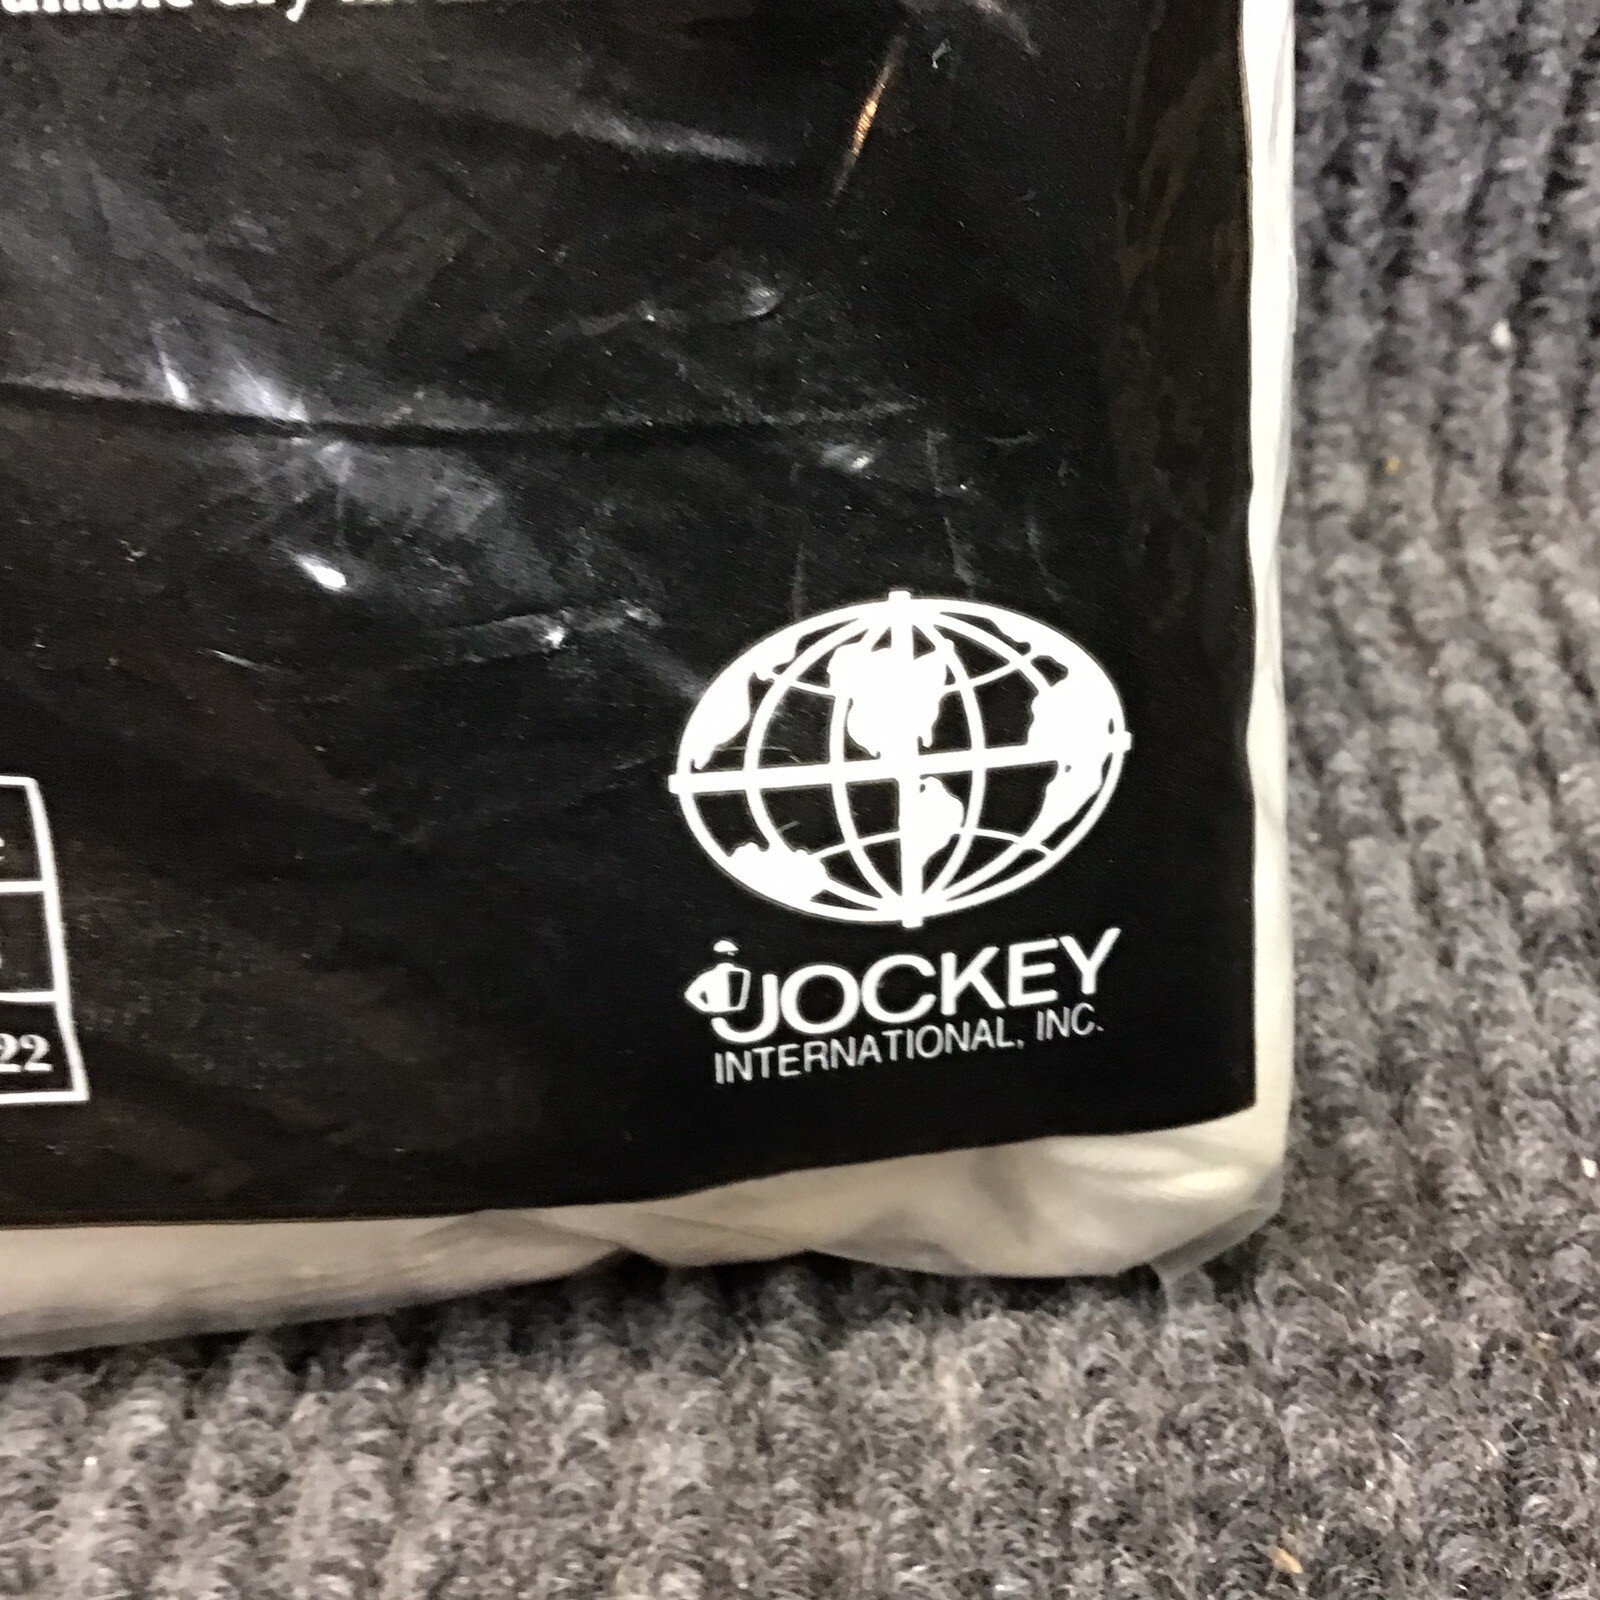 22
JOCKEY
INTERNATIONAL, INC.